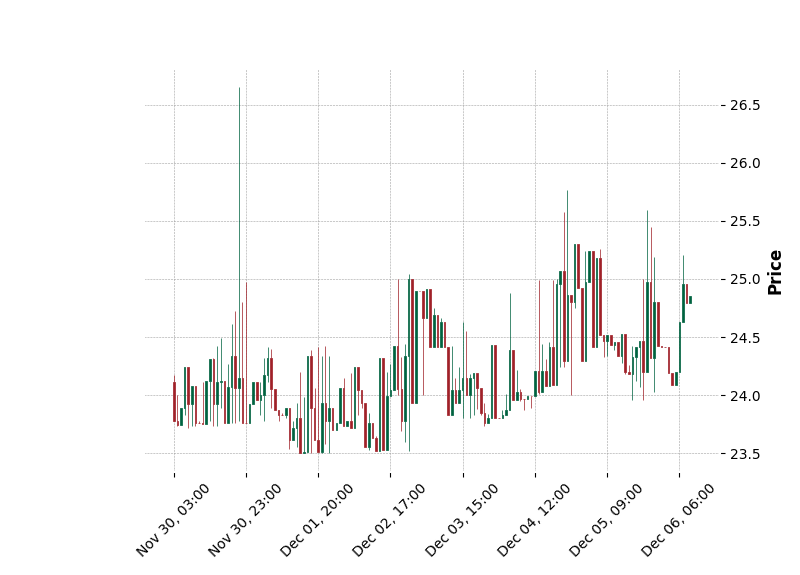 26.5
26.0
25.5
25.0
24.5
24.0
23.5
Price
Nov 30, 03:00
Nov 30, 23:00
Dec 01, 20:00
Dec 02, 17:00
Dec 03, 15:00
Dec 04, 12:00
Dec 05, 09:00
Dec 06, 06:00